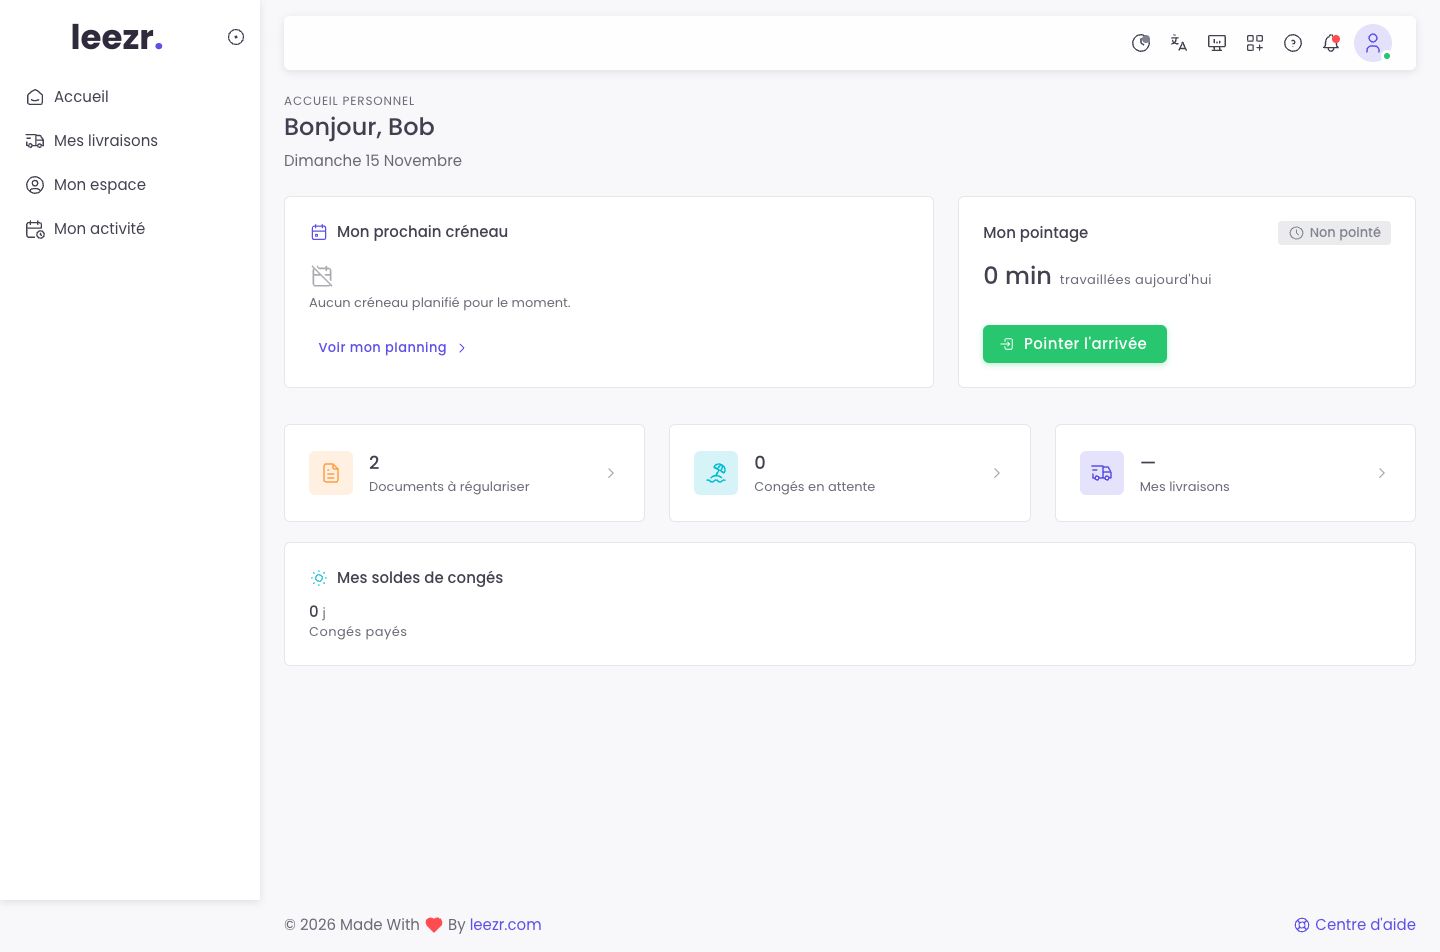 leezr.
Accueil
Mes livraisons
Mon espace
Mon activité
ACCUEIL PERSONNEL
Bonjour, Bob
Dimanche 15 Novembre
Mon prochain créneau
Aucun créneau planifié pour le moment.
Voir mon planning
Mon pointage
Non pointé
0 min travaillées aujourd'hui
Pointer l'arrivée
2
Documents à régulariser
0
Congés en attente
—
Mes livraisons
Mes soldes de congés
0 j
Congés payés
© 2026 Made With By leezr.com
Centre d'aide